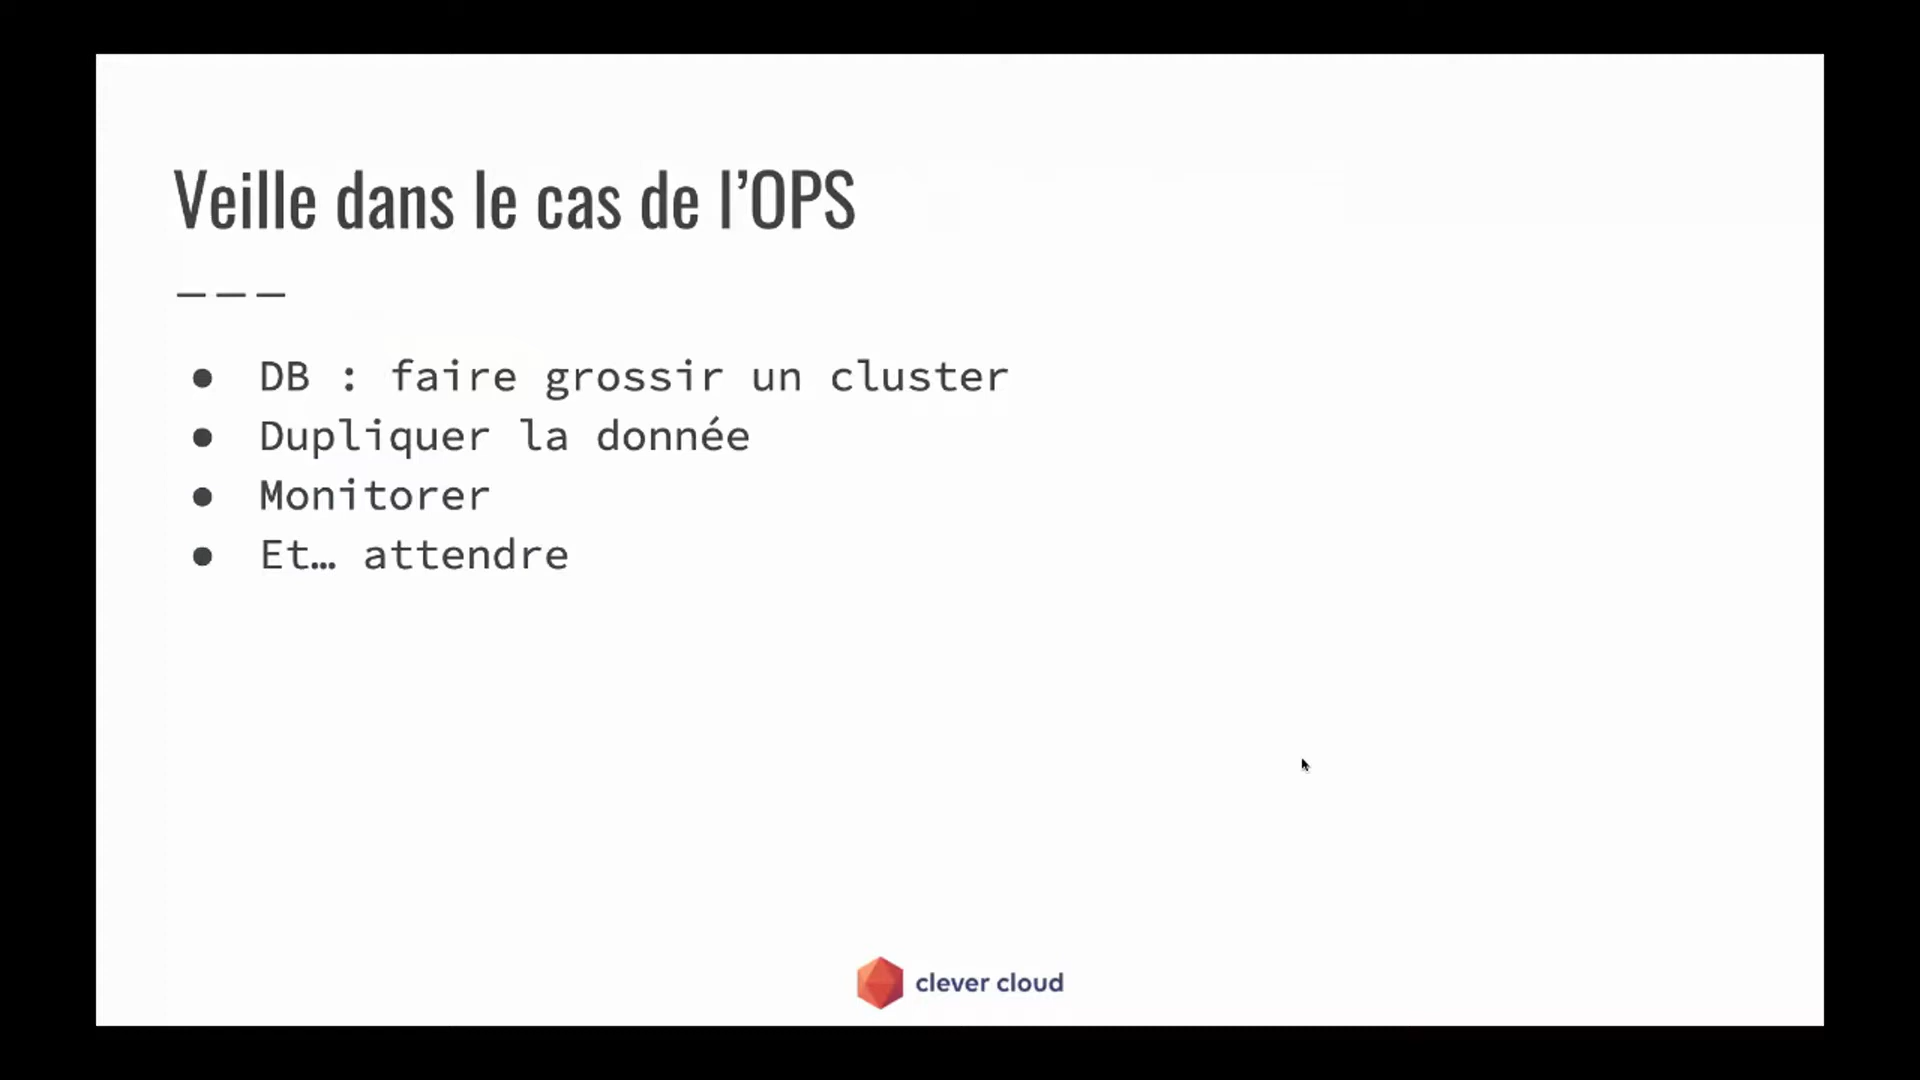 Veille dans le cas de l’OPS
● DB : faire grossir un cluster
● Dupliquer la donnée
● Monitorer
● Et… attendre
clever cloud